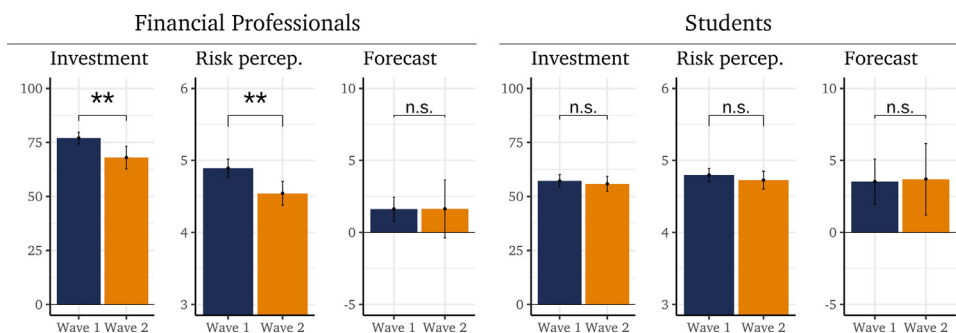 Financial Professionals
Students
Investment
Risk percep.
Forecast
Investment
Risk percep.
Forecast
100
75
50
25
0
**
Wave 1 Wave 2
6
5
4
3
**
Wave 1 Wave 2
10
5
0
-5
n.s.
Wave 1 Wave 2
100
75
50
25
0
n.s.
Wave 1 Wave 2
6
5
4
3
n.s.
Wave 1 Wave 2
10
5
0
-5
n.s.
Wave 1 Wave 2